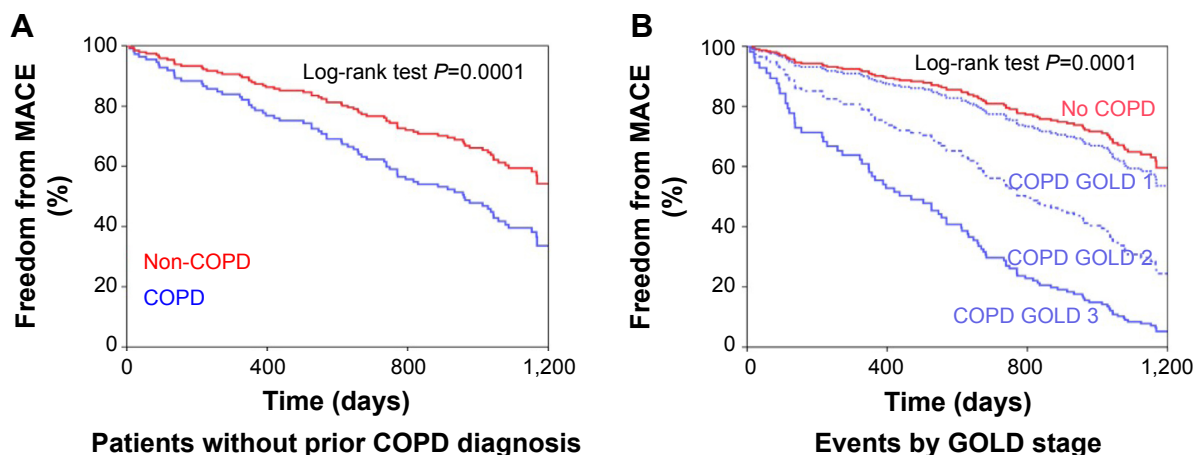 A
Freedom from MACE
(%)
100
80
60
40
20
0
Log-rank test P=0.0001
Non-COPD
COPD
0
400
800
1,200
Time (days)
Patients without prior COPD diagnosis
B
Freedom from MACE
(%)
100
80
60
40
20
0
Log-rank test P=0.0001
No COPD
COPD GOLD 1
COPD GOLD 2
COPD GOLD 3
0
400
800
1,200
Time (days)
Events by GOLD stage